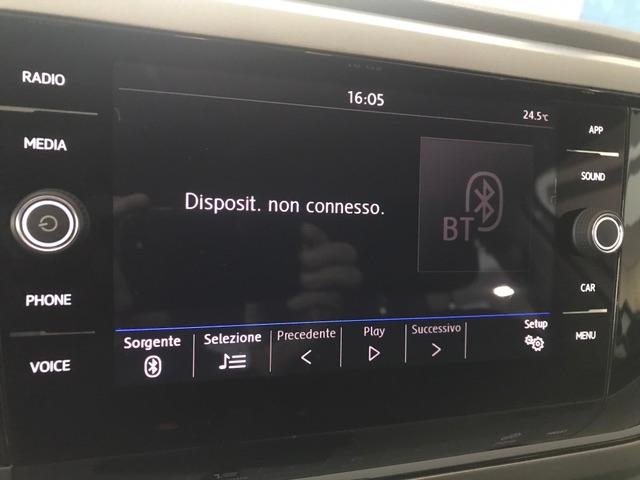 RADIO
MEDIA
PHONE
VOICE
16:05
24.5°C
Disposit. non connesso.
BT
Sorgente
Selezione
Precedente
Play
Successivo
Setup
APP
SOUND
CAR
MENU